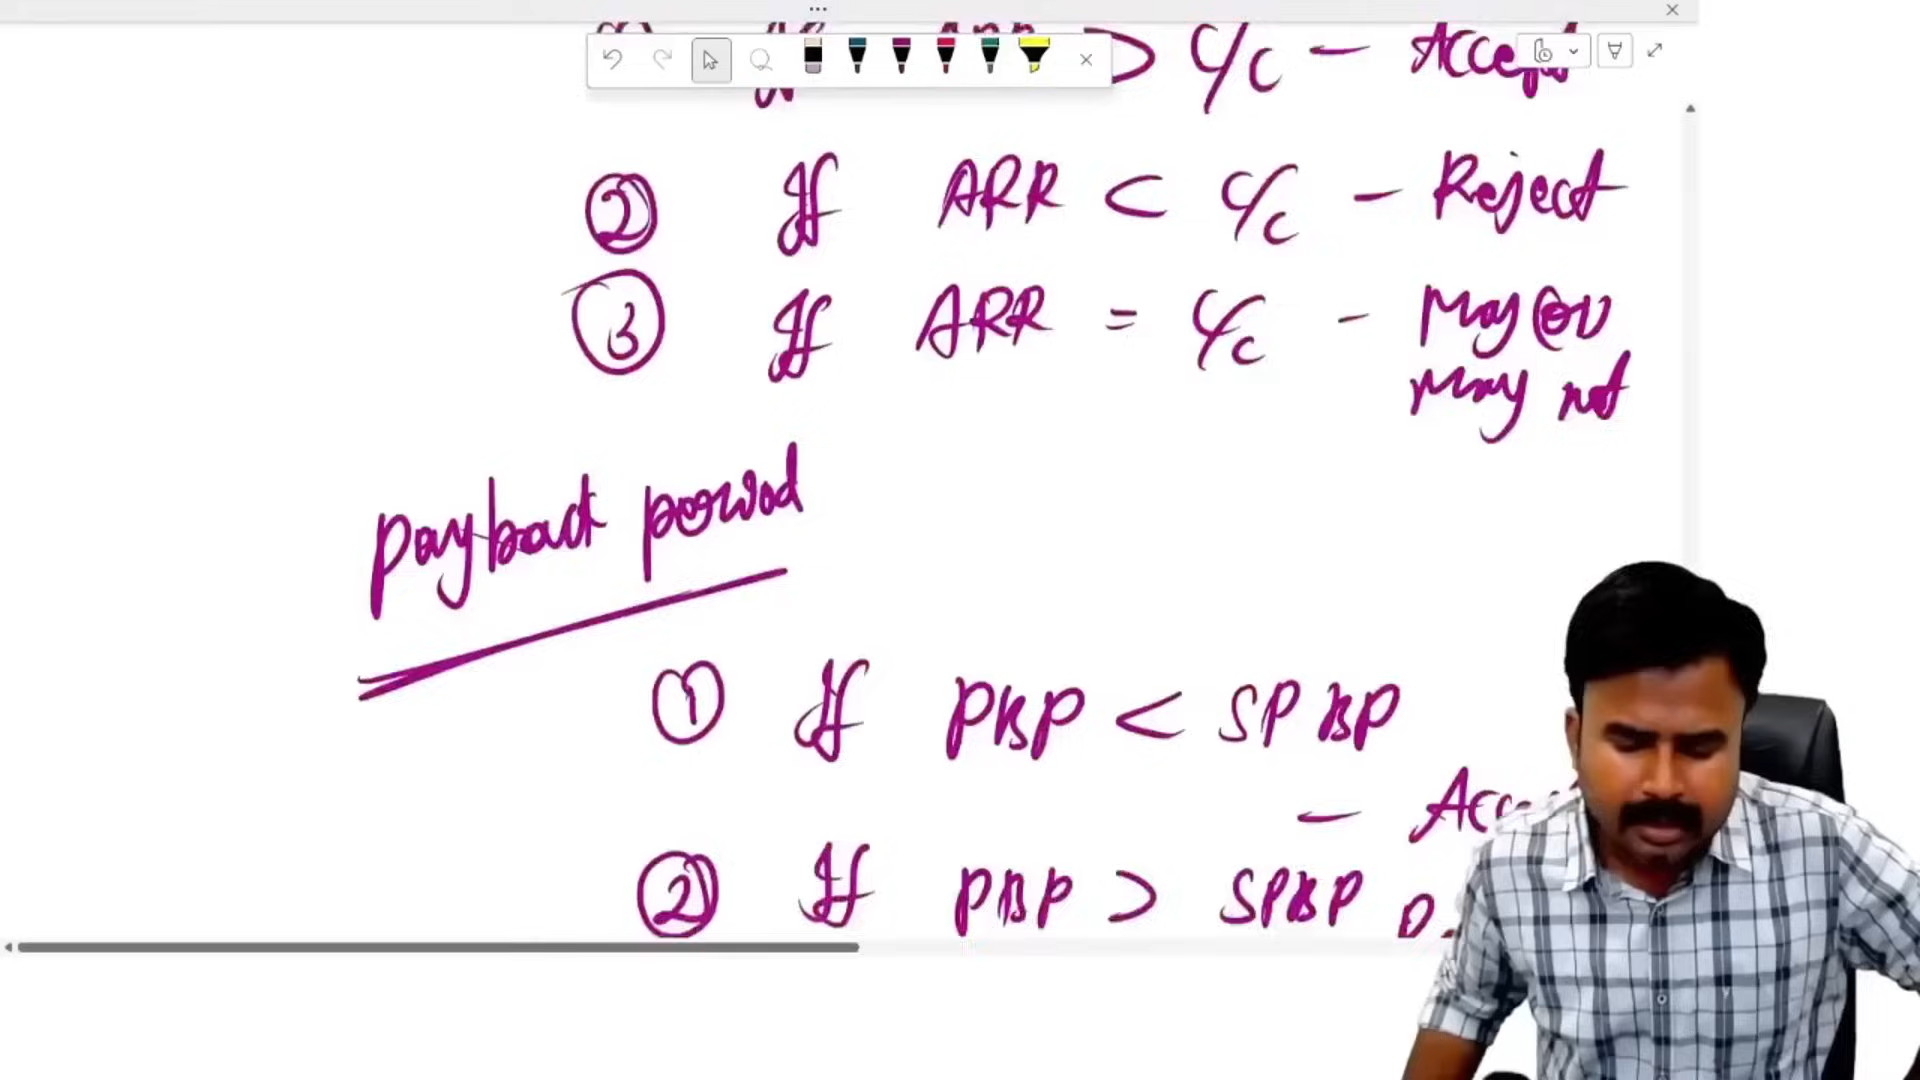 > C/C - Accept
② If ARR < C/C - Reject
③ If ARR = C/C - May (or)
may not
Payback period
① If PBP < SPBP
- Acc
② If PBP > SPBP